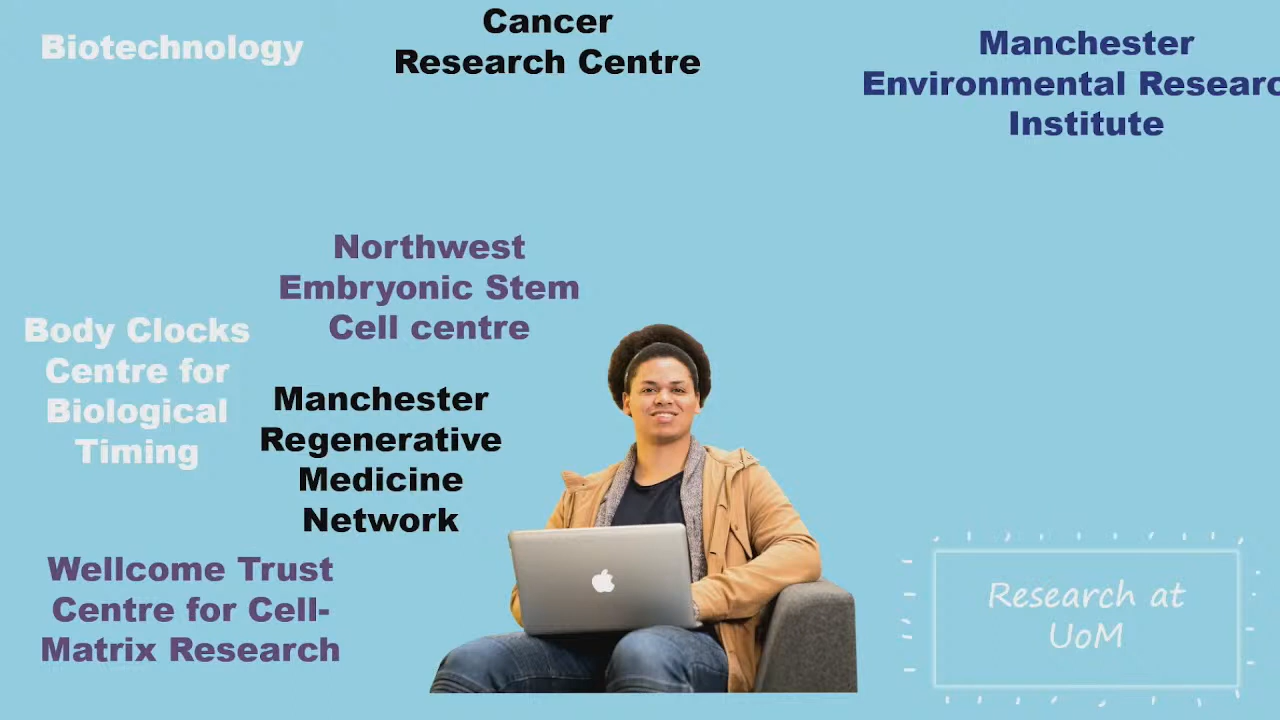 Biotechnology
Cancer
Research Centre
Manchester
Environmental Researc
Institute
Northwest
Embryonic Stem
Cell centre
Body Clocks
Centre for
Biological
Timing
Manchester
Regenerative
Medicine
Network
Wellcome Trust
Centre for Cell-
Matrix Research
Research at
UoM